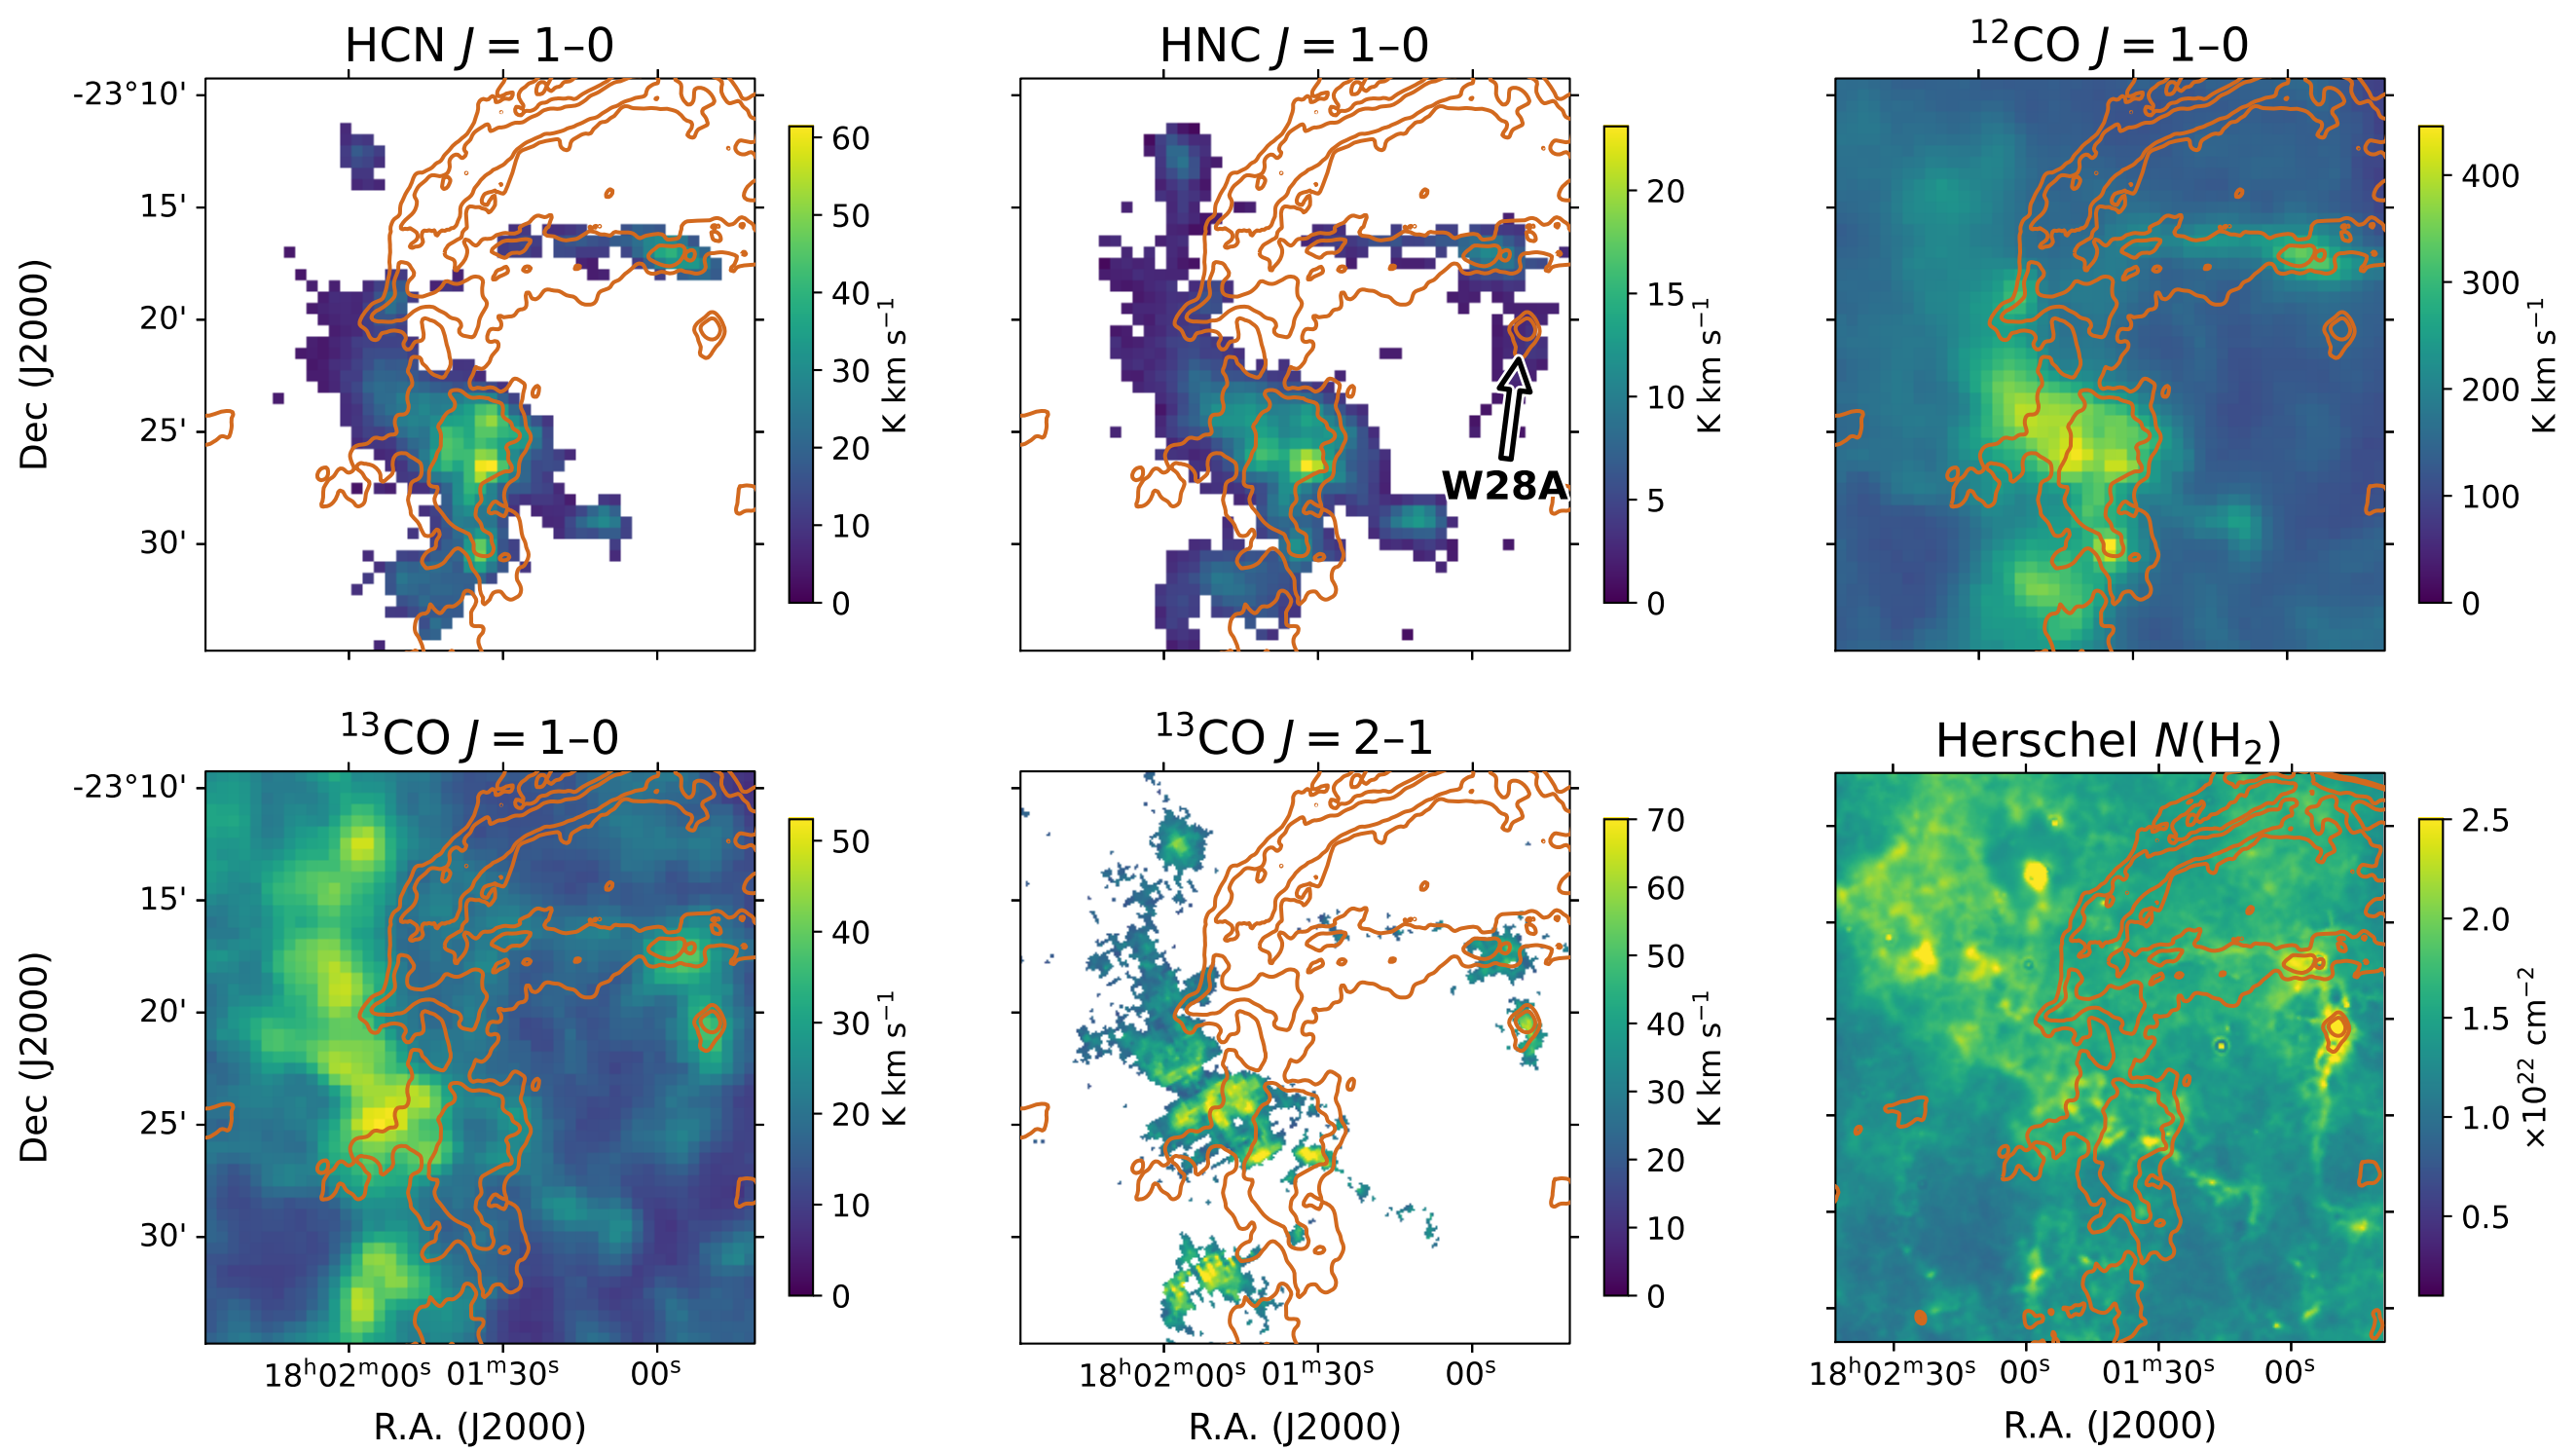 HCN J = 1–0
HNC J = 1–0
¹²CO J = 1–0
-23°10'
15'
20'
25'
30'
Dec (J2000)
60
50
40
30
20
10
0
K km s⁻¹
20
15
10
5
0
K km s⁻¹
W28A
400
300
200
100
0
K km s⁻¹
¹³CO J = 1–0
¹³CO J = 2–1
Herschel N(H₂)
-23°10'
15'
20'
25'
30'
Dec (J2000)
50
40
30
20
10
0
K km s⁻¹
70
60
50
40
30
20
10
0
K km s⁻¹
2.5
2.0
1.5
1.0
0.5
×10²² cm⁻²
18ʰ02ᵐ00ˢ 01ᵐ30ˢ 00ˢ
18ʰ02ᵐ00ˢ 01ᵐ30ˢ 00ˢ
18ʰ02ᵐ30ˢ 00ˢ 01ᵐ30ˢ 00ˢ
R.A. (J2000)
R.A. (J2000)
R.A. (J2000)